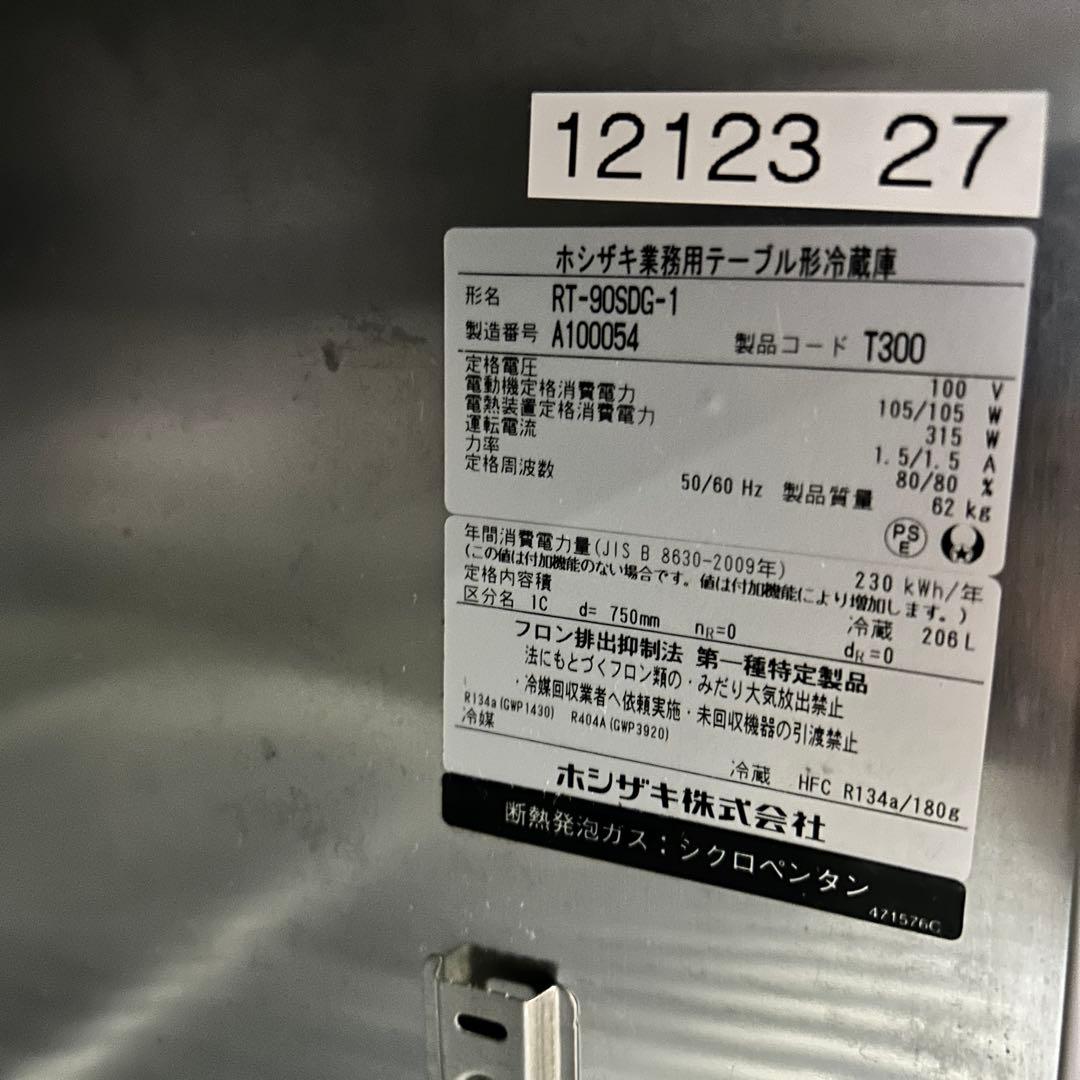 12123 27
ホシザキ業務用テーブル形冷蔵庫
形名 RT-90SDG-1
製造番号 A100054 製品コード T300
定格電圧 100 V
電動機定格消費電力 105/105 W
電熱装置定格消費電力 315 W
運転電流 1.5/1.5 A
力率 80/80 %
定格周波数 50/60 Hz 製品質量 62 kg
PS E
年間消費電力量(JIS B 8630-2009年) 230 kWh/年
(この値は付加機能のない場合です。値は付加機能により増加します。)
定格内容積 冷蔵 206 L
区分名 IC d= 750mm nR=0 dR=0
フロン排出抑制法 第一種特定製品
法にもとづくフロン類の・みだり大気放出禁止
・冷媒回収業者へ依頼実施・未回収機器の引渡禁止
R134a(GWP1430) R404A(GWP3920)
冷媒 冷蔵 HFC R134a/180g
ホシザキ株式会社
断熱発泡ガス：シクロペンタン
471576C